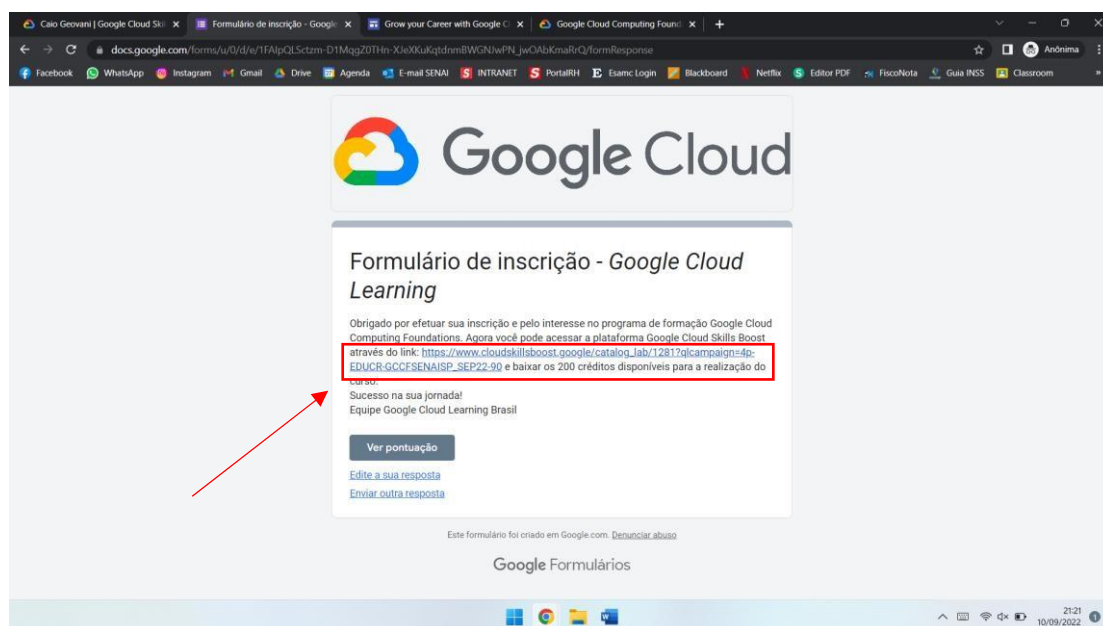 Caio Geovani | Google Cloud Ski
Formulário de inscrição - Google
Grow your Career with Google C
Google Cloud Computing Found
docs.google.com/forms/u/0/d/e/
/formResponse
Anônima
Facebook WhatsApp Instagram Gmail Drive Agenda E-mail SENAI INTRANET PortalRH Esamc Login Blackboard Netflix Editor PDF FiscoNota Guia INSS Classroom »
Google Cloud
Formulário de inscrição - Google Cloud
Learning
Obrigado por efetuar sua inscrição e pelo interesse no programa de formação Google Cloud
Computing Foundations. Agora você pode acessar a plataforma Google Cloud Skills Boost
através do link: https://www.cloudskillsboost.google/catalog_lab/1281?qlcampaign=4p-
EDUCR-GCCFSENAISP_SEP22-90 e baixar os 200 créditos disponíveis para a realização do
curso.
Sucesso na sua jornada!
Equipe Google Cloud Learning Brasil
Ver pontuação
Edite a sua resposta
Enviar outra resposta
Este formulário foi criado em Google.com. Denunciar abuso
Google Formulários
21:21
10/09/2022